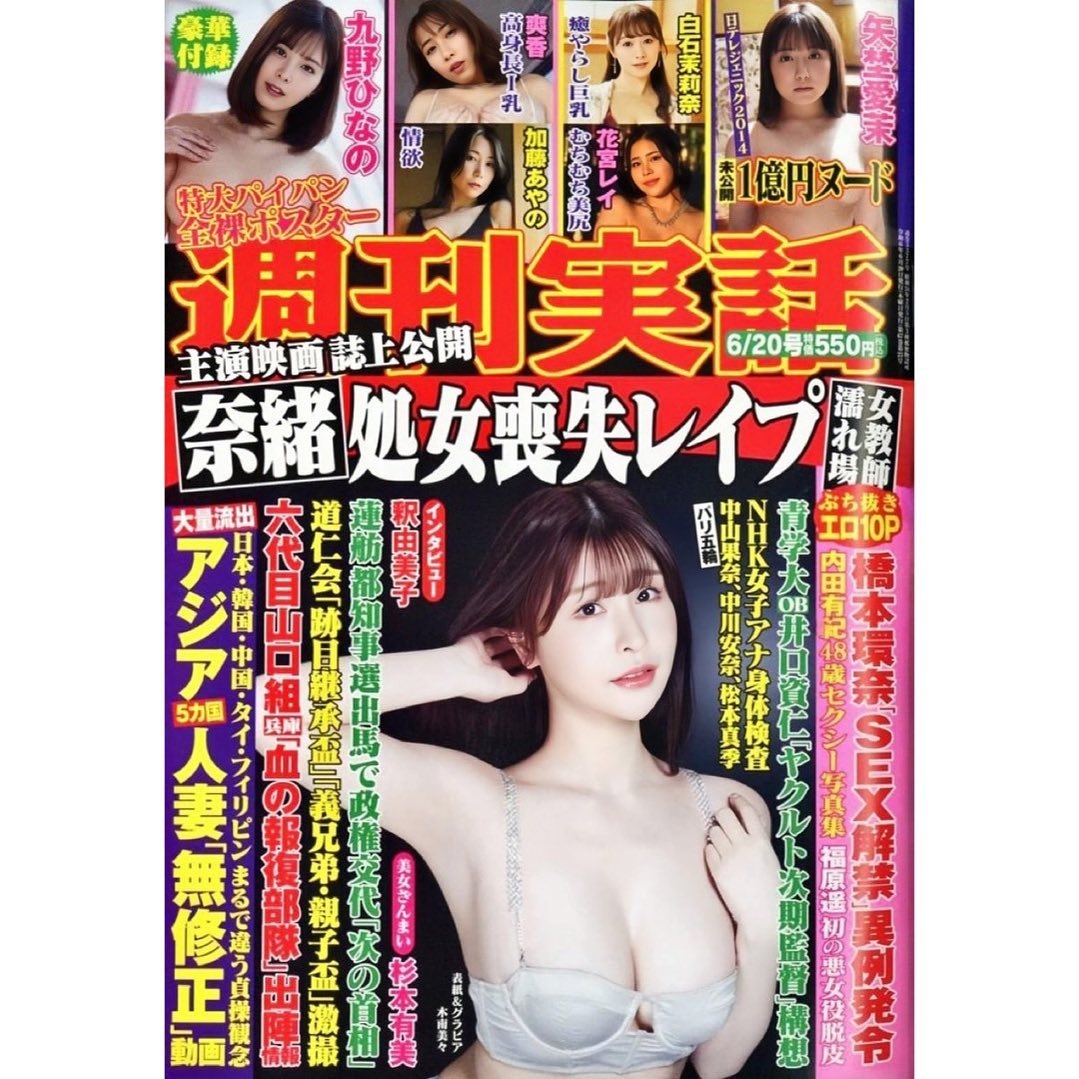 豪華
付録
九野ひなの
特大パイパン
全裸ポスター
爽香
高身長I乳
白石茉莉奈
癒やらし巨乳
加藤あやの
情欲
花宮レイ
むちむち美尻
矢埜愛茉
日テレジェニック2014
未公開
1億円ヌード
週刊実話
6/20号 特価550円 税込
主演映画 誌上公開
奈緒 処女喪失レイプ
女教師
濡れ場
ぶち抜き
エロ10P
橋本環奈「SEX解禁」異例発令
内田有紀48歳セクシー写真集
福原遥 初の悪女役脱皮
青学大OB井口資仁「ヤクルト次期監督」構想
NHK女子アナ身体検査
中山果奈、中川安奈、松本真季
パリ五輪
インタビュー
釈由美子
美女ざんまい
杉本有美
蓮舫都知事選出馬で政権交代「次の首相」
道仁会「跡目継承盃」「義兄弟・親子盃」激撮
六代目山口組 兵庫「血の報復部隊」出陣情報
大量流出
日本・韓国・中国・タイ・フィリピン まるで違う貞操観念
アジア5カ国人妻「無修正」動画
表紙&グラビア
木南美々